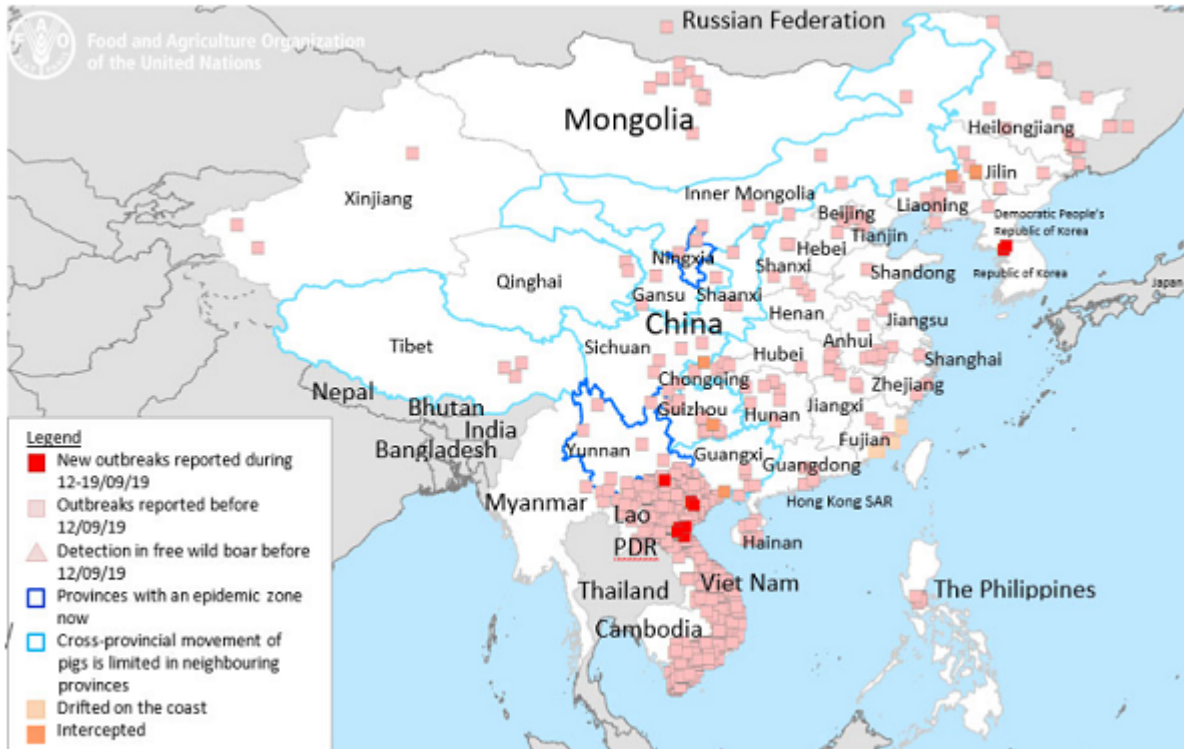 Russian Federation
FAO
FIAT PANIS
Food and Agriculture Organization
of the United Nations
Mongolia
Heilongjiang
Xinjiang
Jilin
Inner Mongolia
Liaoning
Beijing
Democratic People's
Republic of Korea
Tianjin
Hebei
Ningxia
Shanxi
Qinghai
Shandong
Republic of Korea
Japan
Gansu
Shaanxi
Henan
China
Jiangsu
Tibet
Sichuan
Anhui
Hubei
Shanghai
Chongqing
Zhejiang
Nepal
Guizhou
Hunan
Jiangxi
Bhutan
India
Fujian
Bangladesh
Yunnan
Guangxi
Guangdong
Myanmar
Hong Kong SAR
Lao
PDR
Hainan
Thailand
Viet Nam
The Philippines
Cambodia
Legend
New outbreaks reported during
12-19/09/19
Outbreaks reported before
12/09/19
Detection in free wild boar before
12/09/19
Provinces with an epidemic zone
now
Cross-provincial movement of
pigs is limited in neighbouring
provinces
Drifted on the coast
Intercepted